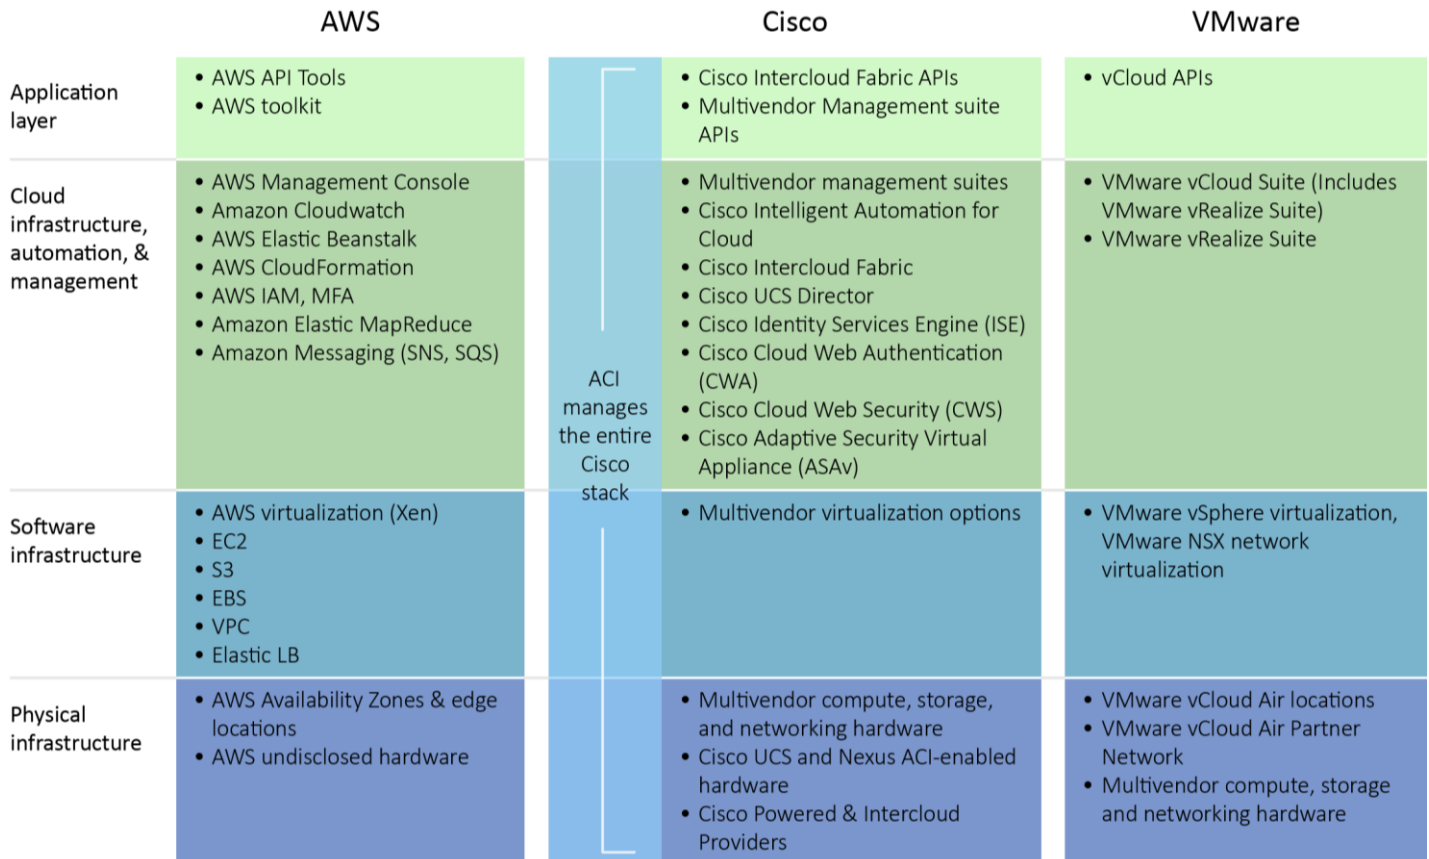 AWS
Cisco
VMware
Application
layer
• AWS API Tools
• AWS toolkit
• Cisco Intercloud Fabric APIs
• Multivendor Management suite
APIs
• vCloud APIs
Cloud
infrastructure,
automation, &
management
• AWS Management Console
• Amazon Cloudwatch
• AWS Elastic Beanstalk
• AWS CloudFormation
• AWS IAM, MFA
• Amazon Elastic MapReduce
• Amazon Messaging (SNS, SQS)
ACI
manages
the entire
Cisco
stack
• Multivendor management suites
• Cisco Intelligent Automation for
Cloud
• Cisco Intercloud Fabric
• Cisco UCS Director
• Cisco Identity Services Engine (ISE)
• Cisco Cloud Web Authentication
(CWA)
• Cisco Cloud Web Security (CWS)
• Cisco Adaptive Security Virtual
Appliance (ASAv)
• VMware vCloud Suite (Includes
VMware vRealize Suite)
• VMware vRealize Suite
Software
infrastructure
• AWS virtualization (Xen)
• EC2
• S3
• EBS
• VPC
• Elastic LB
• Multivendor virtualization options
• VMware vSphere virtualization,
VMware NSX network
virtualization
Physical
infrastructure
• AWS Availability Zones & edge
locations
• AWS undisclosed hardware
• Multivendor compute, storage,
and networking hardware
• Cisco UCS and Nexus ACI-enabled
hardware
• Cisco Powered & Intercloud
Providers
• VMware vCloud Air locations
• VMware vCloud Air Partner
Network
• Multivendor compute, storage
and networking hardware